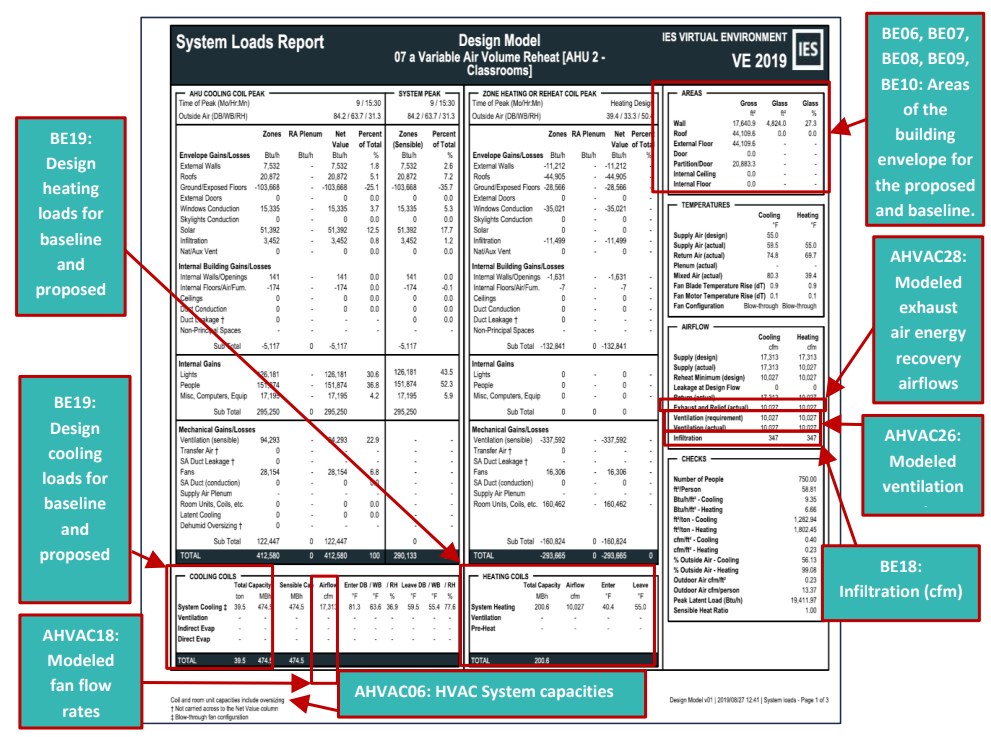 System Loads Report
Design Model
07 a Variable Air Volume Reheat [AHU 2 -
Classrooms]
IES VIRTUAL ENVIRONMENT
VE 2019
IES
AHU COOLING COIL PEAK
SYSTEM PEAK
Time of Peak (Mo/Hr:Mn) 9 / 15:30 9 / 15:30
Outside Air (DB/WB/RH) 84.2 / 63.7 / 31.3 84.2 / 63.7 / 31.3
Zones RA Plenum Net Percent Zones Percent
Value of Total (Sensible) of Total
Envelope Gains/Losses Btu/h Btu/h Btu/h % Btu/h %
External Walls 7,532 - 7,532 1.8 7,532 2.6
Roofs 20,872 - 20,872 5.1 20,872 7.2
Ground/Exposed Floors -103,668 - -103,668 -25.1 -103,668 -35.7
External Doors 0 - 0 0.0 0 0.0
Windows Conduction 15,335 - 15,335 3.7 15,335 5.3
Skylights Conduction 0 - 0 0.0 0 0.0
Solar 51,392 - 51,392 12.5 51,392 17.7
Infiltration 3,452 - 3,452 0.8 3,452 1.2
Nat/Aux Vent 0 - 0 0.0 0 0.0
Internal Building Gains/Losses
Internal Walls/Openings 141 - 141 0.0 141 0.0
Internal Floors/Air/Furn. -174 - -174 0.0 -174 -0.1
Ceilings 0 - 0 0.0 0 0.0
Duct Conduction 0 - 0 0.0 0 0.0
Duct Leakage † 0 - - - 0 0.0
Non-Principal Spaces - - - - - -
Sub Total -5,117 0 -5,117 -5,117
Internal Gains
Lights 126,181 - 126,181 30.6 126,181 43.5
People 151,874 - 151,874 36.8 151,874 52.3
Misc, Computers, Equip 17,195 - 17,195 4.2 17,195 5.9
Sub Total 295,250 0 295,250 295,250
Mechanical Gains/Losses
Ventilation (sensible) 94,293 - 94,293 22.9 - -
Transfer Air † 0 - - - - -
SA Duct Leakage † - - - - - -
Fans 28,154 - 28,154 6.8 - -
SA Duct (conduction) 0 - 0 0.0 - -
Supply Air Plenum - - - - - -
Room Units, Coils, etc. 0 - 0 0.0 - -
Latent Cooling 0 - 0 0.0 - -
Dehumid Oversizing † 0 - - - - -
Sub Total 122,447 0 122,447 0
TOTAL 412,580 0 412,580 100 290,133
ZONE HEATING OR REHEAT COIL PEAK
Time of Peak (Mo/Hr:Mn) Heating Design
Outside Air (DB/WB/RH) 39.4 / 33.3 / 50.
Zones RA Plenum Net Percent
Value of Total
Envelope Gains/Losses Btu/h Btu/h Btu/h %
External Walls -11,212 - -11,212 -
Roofs -44,905 - -44,905 -
Ground/Exposed Floors -28,566 - -28,566 -
External Doors 0 - 0 -
Windows Conduction -35,021 - -35,021 -
Skylights Conduction 0 - 0 -
Solar 0 - 0 -
Infiltration -11,499 - -11,499 -
Nat/Aux Vent 0 - 0 -
Internal Building Gains/Losses
Internal Walls/Openings -1,631 - -1,631 -
Internal Floors/Air/Furn. -7 - -7 -
Ceilings 0 - 0 -
Duct Conduction 0 - 0 -
Duct Leakage † - - - -
Non-Principal Spaces - - - -
Sub Total -132,841 0 -132,841
Internal Gains
Lights 0 - 0 -
People 0 - 0 -
Misc, Computers, Equip 0 - 0 -
Sub Total 0 0 0
Mechanical Gains/Losses
Ventilation (sensible) -337,592 - -337,592 -
Transfer Air † - - - -
SA Duct Leakage † - - - -
Fans 16,306 - 16,306 -
SA Duct (conduction) - - - -
Supply Air Plenum - - - -
Room Units, Coils, etc. 160,462 - 160,462 -
Sub Total -160,824 0 -160,824
TOTAL -293,665 0 -293,665 0
AREAS
Gross Glass Glass
ft² ft² %
Wall 17,640.9 4,824.0 27.3
Roof 44,109.6 0.0 0.0
External Floor 44,109.6 - -
Door 0.0 - -
Partition/Door 20,883.3 - -
Internal Ceiling 0.0 - -
Internal Floor 0.0 - -
TEMPERATURES
Cooling Heating
°F °F
Supply Air (design) 55.0
Supply Air (actual) 59.5 55.0
Return Air (actual) 74.8 69.7
Plenum (actual) - -
Mixed Air (actual) 80.3 39.4
Fan Blade Temperature Rise (dT) 0.9 0.9
Fan Motor Temperature Rise (dT) 0.1 0.1
Fan Configuration Blow-through Blow-through
AIRFLOW
Cooling Heating
cfm cfm
Supply (design) 17,313 17,313
Supply (actual) 17,313 10,027
Reheat Minimum (design) 10,027 10,027
Leakage at Design Flow 0 0
Return (actual) 17,313 10,027
Exhaust and Relief (actual) 10,027 10,027
Ventilation (requirement) 10,027 10,027
Ventilation (actual) 10,027 10,027
Infiltration 347 347
CHECKS
Number of People 750.00
ft²/Person 58.81
Btu/h/ft² - Cooling 9.35
Btu/h/ft² - Heating 6.66
ft²/ton - Cooling 1,282.94
ft²/ton - Heating 1,802.45
cfm/ft² - Cooling 0.40
cfm/ft² - Heating 0.23
% Outside Air - Cooling 56.13
% Outside Air - Heating 99.08
Outdoor Air cfm/ft² 0.23
Outdoor Air cfm/person 13.37
Peak Latent Load (Btu/h) 19,411.97
Sensible Heat Ratio 1.00
COOLING COILS
Total Capacity Sensible Cap Airflow Enter DB / WB / RH Leave DB / WB / RH
ton MBh MBh cfm °F °F % °F °F %
System Cooling ‡ 39.5 474.5 474.5 17,313 81.3 63.6 36.9 59.5 55.4 77.6
Ventilation - - - - - - - - - -
Indirect Evap - - - - - - - - - -
Direct Evap - - - - - - - - - -
TOTAL 39.5 474.5 474.5
HEATING COILS
Total Capacity Airflow Enter Leave
MBh cfm °F °F
System Heating 200.6 10,027 40.4 55.0
Ventilation - - - -
Pre-Heat - - - -
TOTAL 200.6
Coil and room unit capacities include oversizing
† Not carried across to the Net Value column
‡ Blow-through fan configuration
Design Model v01 | 2019/08/27 12:41 | System loads - Page 1 of 3
BE19:
Design
heating
loads for
baseline
and
proposed
BE19:
Design
cooling
loads for
baseline
and
proposed
AHVAC18:
Modeled
fan flow
rates
AHVAC06: HVAC System capacities
BE06, BE07,
BE08, BE09,
BE10: Areas
of the
building
envelope for
the proposed
and baseline.
AHVAC28:
Modeled
exhaust
air energy
recovery
airflows
AHVAC26:
Modeled
ventilation
BE18:
Infiltration (cfm)